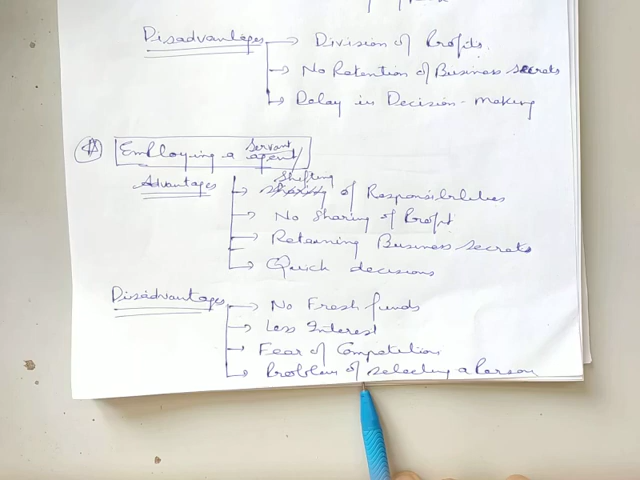 Disadvantages → Division of Profits.
→ No Retention of Business secrets
→ Delay in Decision-making
Employing a servant/agent
Advantages → Shifting of Responsibilities
→ No Sharing of Profit
→ Retaining Business secrets
→ Quick decisions
Disadvantages → No Fresh funds
→ Less Interest
→ Fear of Competition
→ Problem of selecting a Person